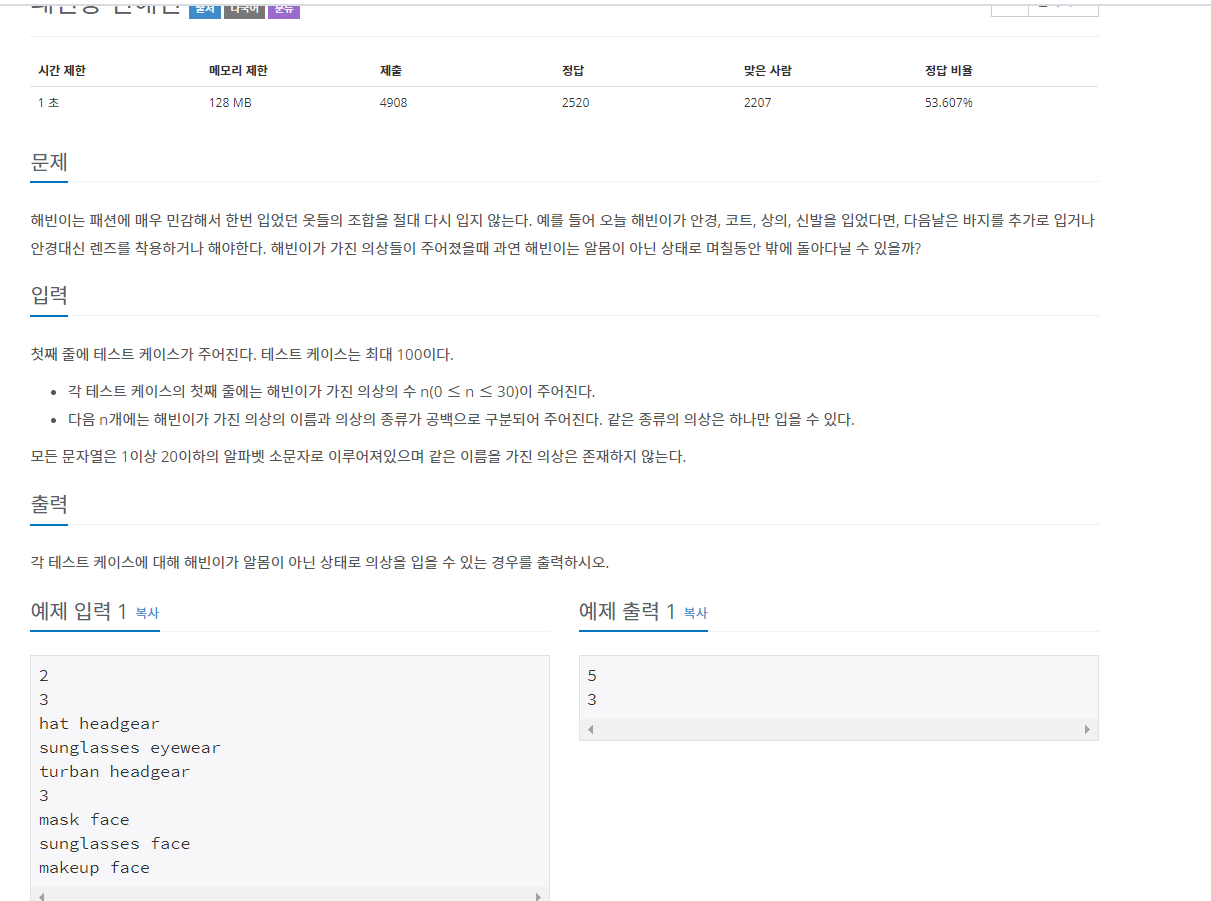 시간 제한 메모리 제한 제출 정답 맞은 사람 정답 비율
1 초 128 MB 4908 2520 2207 53.607%
문제
해빈이는 패션에 매우 민감해서 한번 입었던 옷들의 조합을 절대 다시 입지 않는다. 예를 들어 오늘 해빈이가 안경, 코트, 상의, 신발을 입었다면, 다음날은 바지를 추가로 입거나
안경대신 렌즈를 착용하거나 해야한다. 해빈이가 가진 의상들이 주어졌을때 과연 해빈이는 알몸이 아닌 상태로 며칠동안 밖에 돌아다닐 수 있을까?
입력
첫째 줄에 테스트 케이스가 주어진다. 테스트 케이스는 최대 100이다.
• 각 테스트 케이스의 첫째 줄에는 해빈이가 가진 의상의 수 n(0 ≤ n ≤ 30)이 주어진다.
• 다음 n개에는 해빈이가 가진 의상의 이름과 의상의 종류가 공백으로 구분되어 주어진다. 같은 종류의 의상은 하나만 입을 수 있다.
모든 문자열은 1이상 20이하의 알파벳 소문자로 이루어져있으며 같은 이름을 가진 의상은 존재하지 않는다.
출력
각 테스트 케이스에 대해 해빈이가 알몸이 아닌 상태로 의상을 입을 수 있는 경우를 출력하시오.
예제 입력 1 복사
2
3
hat headgear
sunglasses eyewear
turban headgear
3
mask face
sunglasses face
makeup face
예제 출력 1 복사
5
3